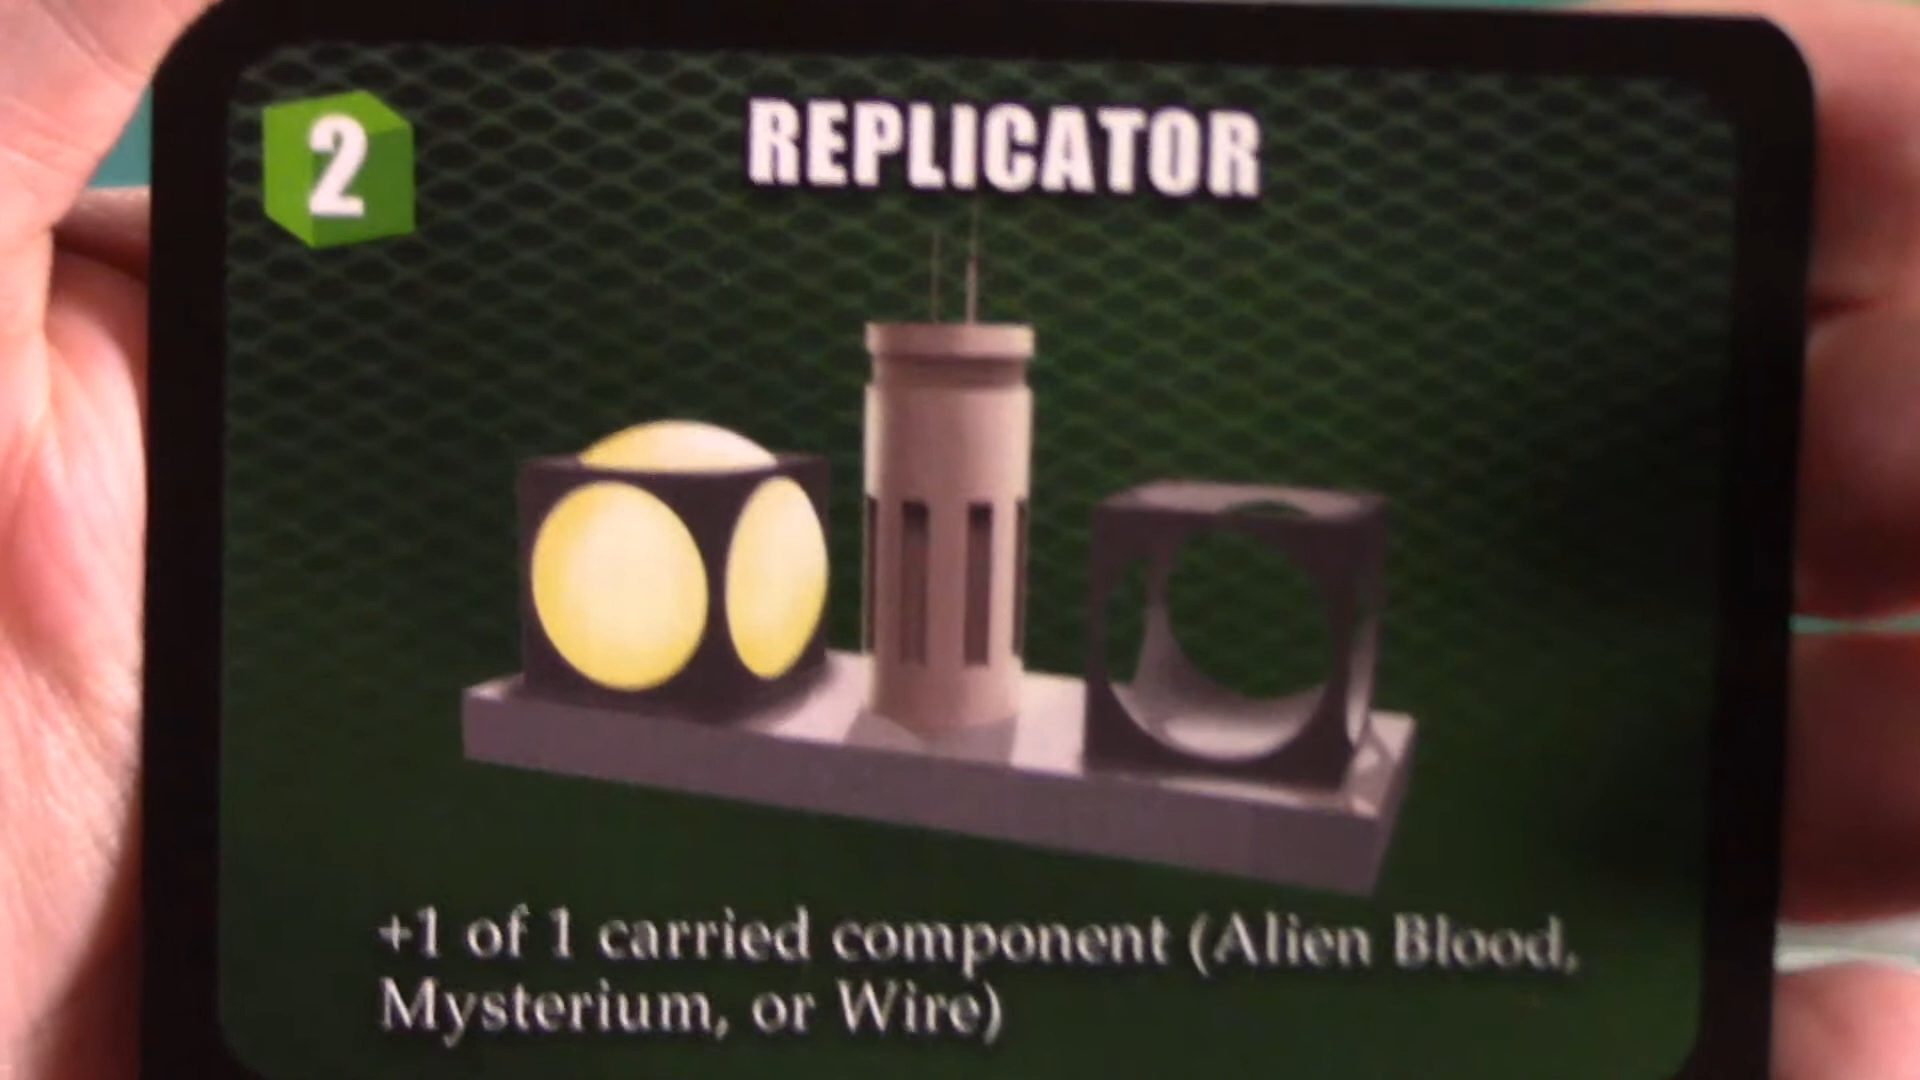 2
REPLICATOR
+1 of 1 carried component (Alien Blood,
Mysterium, or Wire)